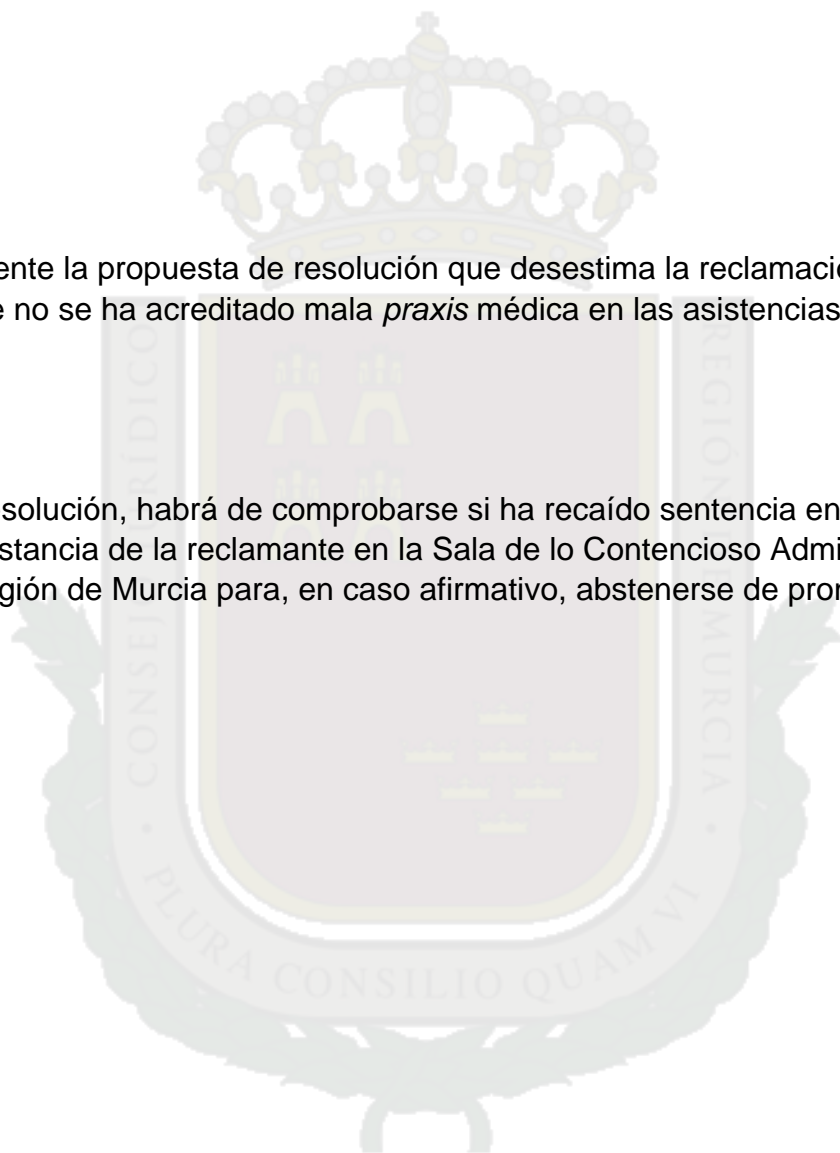 ente la propuesta de resolución que desestima la reclamació
e no se ha acreditado mala praxis médica en las asistencias
solución, habrá de comprobarse si ha recaído sentencia en
stancia de la reclamante en la Sala de lo Contencioso Admi
gión de Murcia para, en caso afirmativo, abstenerse de pror
CONSEJO JURÍDICO
REGIÓN DE MURCIA
PLURA CONSILIO QUAM VI